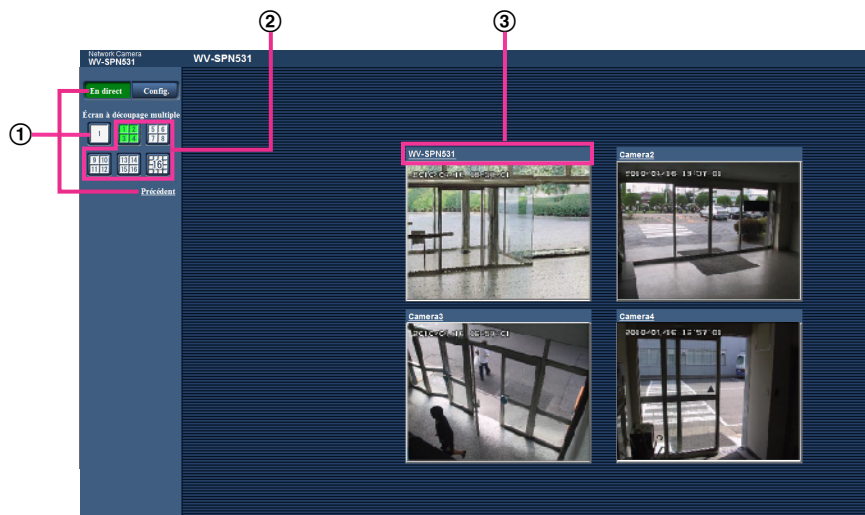 ② ③
Network Camera
WV-SPN531
WV-SPN531
En direct Config.
Écran à découpage multiple
①
1
1 2
3 4
5 6
7 8
9 10
11 12
13 14
15 16
16
Précédent
WV-SPN531
Camera2
Camera3
Camera4